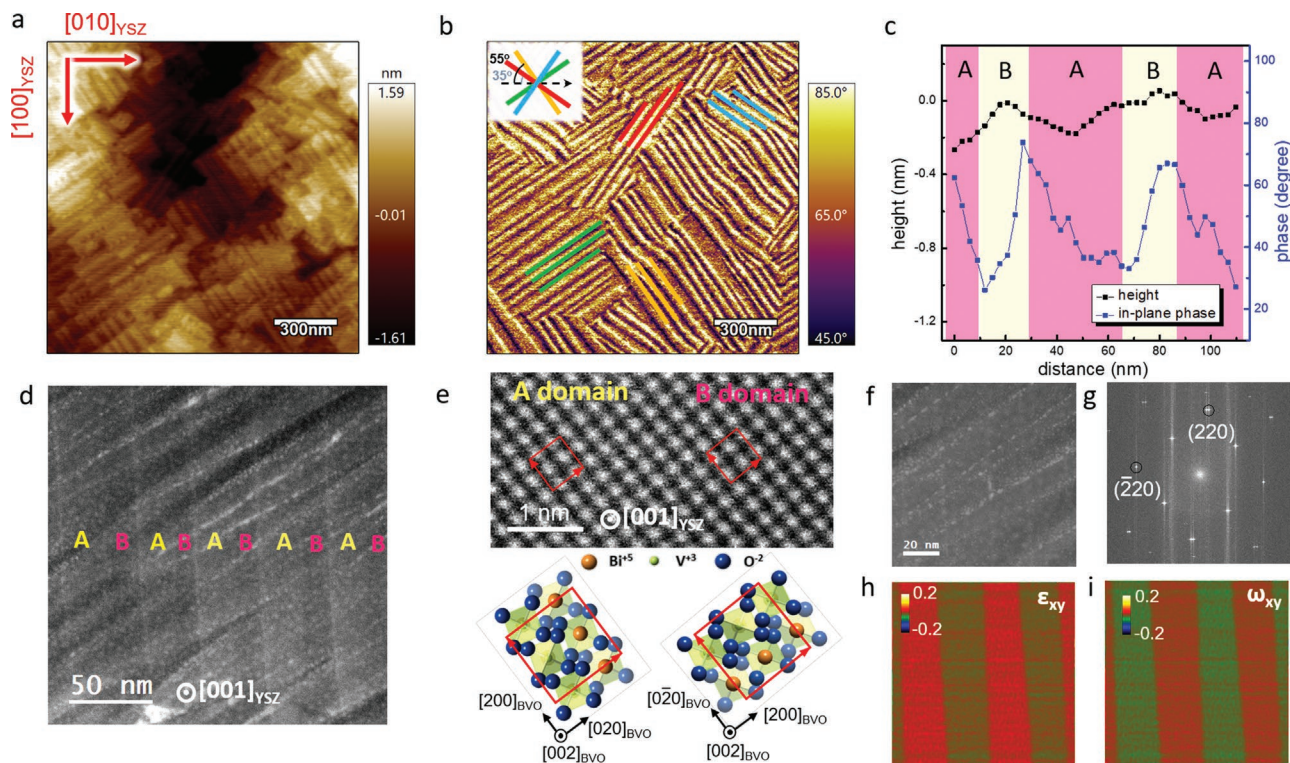 a
[010]YSZ
[100]YSZ
nm
1.59
-0.01
-1.61
300nm
b
55º
35º
85.0°
65.0°
45.0°
300nm
c
A B A B A
0.0
-0.4
-0.8
-1.2
height (nm)
100
80
60
40
20
phase (degree)
height
in-plane phase
0 20 40 60 80 100
distance (nm)
d
A B A B A B A B A B
50 nm
[001]YSZ
e
A domain B domain
1 nm
[001]YSZ
Bi+5 V+3 O-2
[200]BVO
[020]BVO
[002]BVO
[02̄0]BVO
[200]BVO
[002]BVO
f
20 nm
g
(220)
(2̄20)
h
0.2
-0.2
εxy
i
0.2
-0.2
ωxy